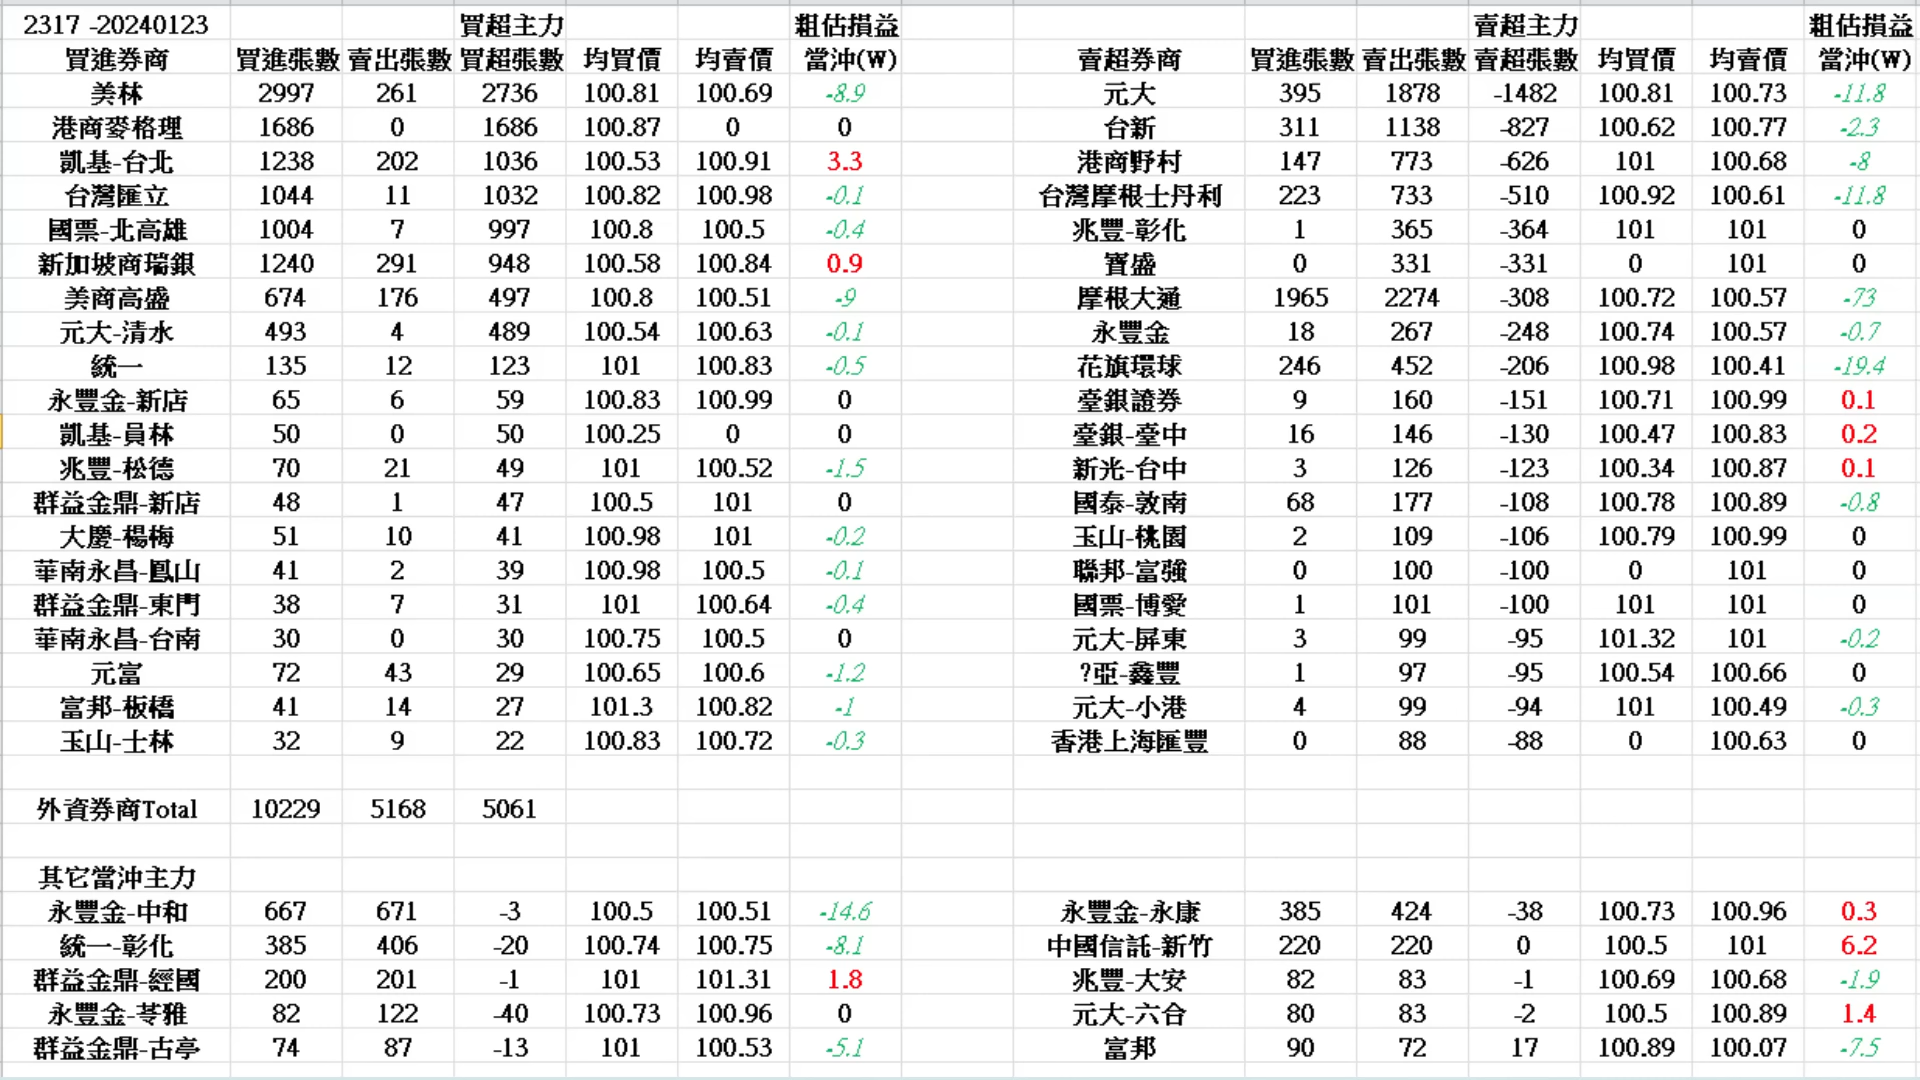 2317 -20240123 買超主力 粗估損益 賣超主力 粗估損益
買進券商 買進張數 賣出張數 買超張數 均買價 均賣價 當沖(W) 賣超券商 買進張數 賣出張數 賣超張數 均買價 均賣價 當沖(W)
美林 2997 261 2736 100.81 100.69 -8.9 元大 395 1878 -1482 100.81 100.73 -11.8
港商麥格理 1686 0 1686 100.87 0 0 台新 311 1138 -827 100.62 100.77 -2.3
凱基-台北 1238 202 1036 100.53 100.91 3.3 港商野村 147 773 -626 101 100.68 -8
台灣匯立 1044 11 1032 100.82 100.98 -0.1 台灣摩根士丹利 223 733 -510 100.92 100.61 -11.8
國票-北高雄 1004 7 997 100.8 100.5 -0.4 兆豐-彰化 1 365 -364 101 101 0
新加坡商瑞銀 1240 291 948 100.58 100.84 0.9 寶盛 0 331 -331 0 101 0
美商高盛 674 176 497 100.8 100.51 -9 摩根大通 1965 2274 -308 100.72 100.57 -73
元大-清水 493 4 489 100.54 100.63 -0.1 永豐金 18 267 -248 100.74 100.57 -0.7
統一 135 12 123 101 100.83 -0.5 花旗環球 246 452 -206 100.98 100.41 -19.4
永豐金-新店 65 6 59 100.83 100.99 0 臺銀證券 9 160 -151 100.71 100.99 0.1
凱基-員林 50 0 50 100.25 0 0 臺銀-臺中 16 146 -130 100.47 100.83 0.2
兆豐-松德 70 21 49 101 100.52 -1.5 新光-台中 3 126 -123 100.34 100.87 0.1
群益金鼎-新店 48 1 47 100.5 101 0 國泰-敦南 68 177 -108 100.78 100.89 -0.8
大慶-楊梅 51 10 41 100.98 101 -0.2 玉山-桃園 2 109 -106 100.79 100.99 0
華南永昌-鳳山 41 2 39 100.98 100.5 -0.1 聯邦-富強 0 100 -100 0 101 0
群益金鼎-東門 38 7 31 101 100.64 -0.4 國票-博愛 1 101 -100 101 101 0
華南永昌-台南 30 0 30 100.75 100.5 0 元大-屏東 3 99 -95 101.32 101 -0.2
元富 72 43 29 100.65 100.6 -1.2 ?亞-鑫豐 1 97 -95 100.54 100.66 0
富邦-板橋 41 14 27 101.3 100.82 -1 元大-小港 4 99 -94 101 100.49 -0.3
玉山-士林 32 9 22 100.83 100.72 -0.3 香港上海匯豐 0 88 -88 0 100.63 0
外資券商Total 10229 5168 5061
其它當沖主力
永豐金-中和 667 671 -3 100.5 100.51 -14.6 永豐金-永康 385 424 -38 100.73 100.96 0.3
統一-彰化 385 406 -20 100.74 100.75 -8.1 中國信託-新竹 220 220 0 100.5 101 6.2
群益金鼎-經國 200 201 -1 101 101.31 1.8 兆豐-大安 82 83 -1 100.69 100.68 -1.9
永豐金-苓雅 82 122 -40 100.73 100.96 0 元大-六合 80 83 -2 100.5 100.89 1.4
群益金鼎-古亭 74 87 -13 101 100.53 -5.1 富邦 90 72 17 100.89 100.07 -7.5